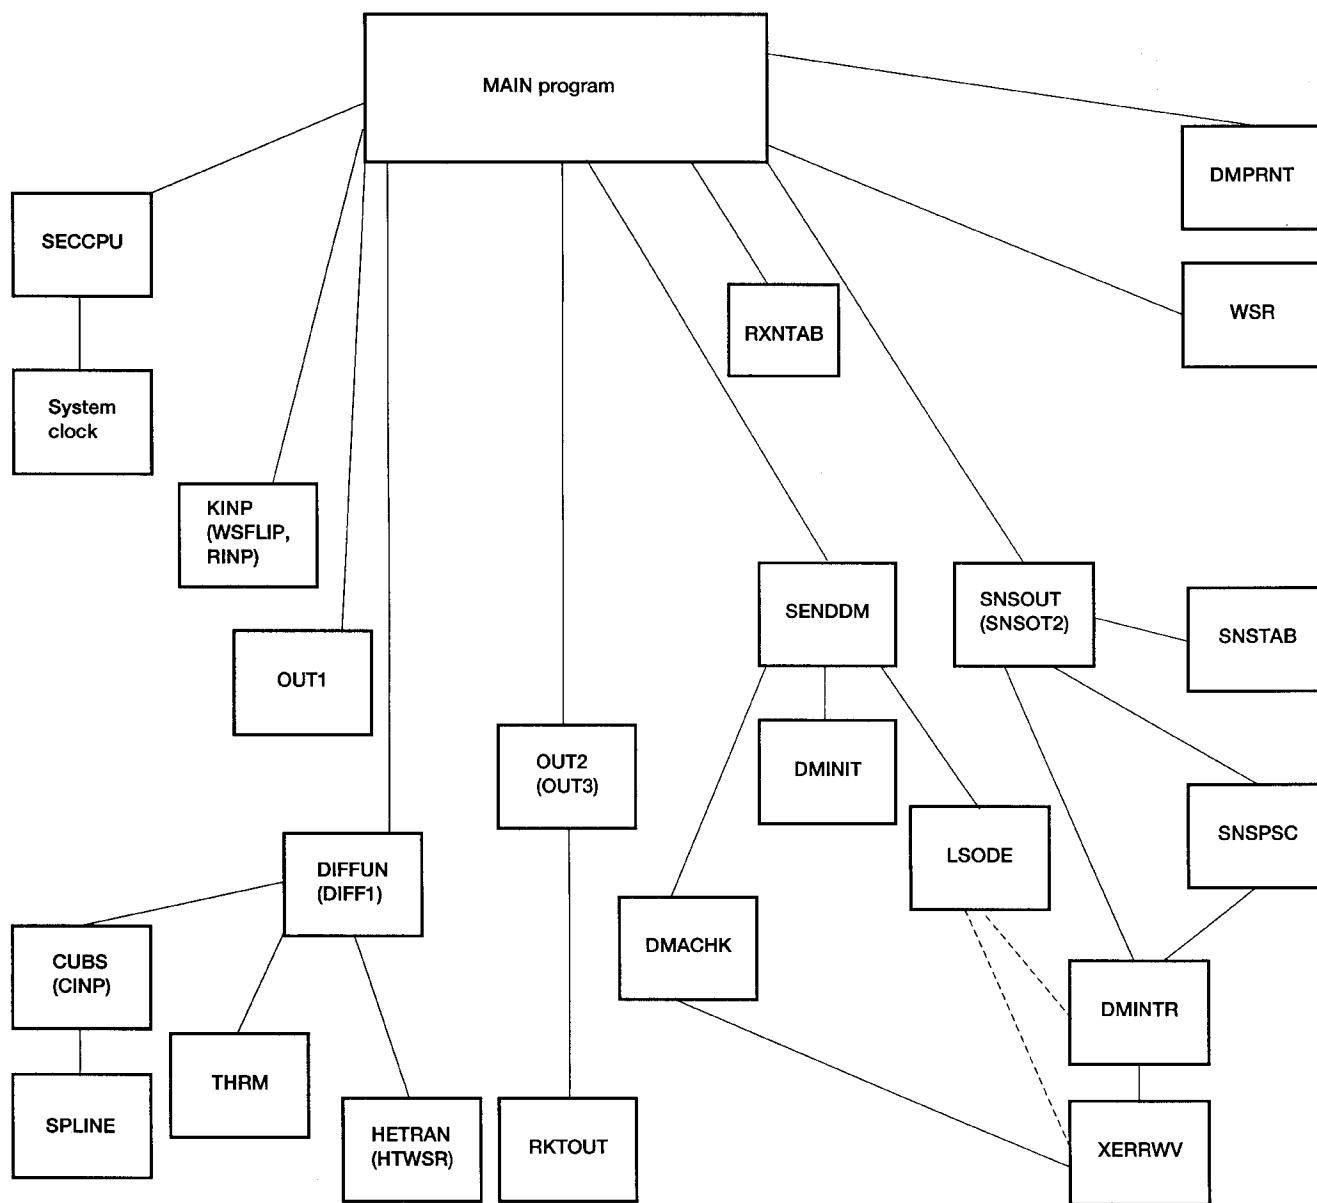 MAIN program
DMPRNT
SECCPU
WSR
RXNTAB
System
clock
KINP
(WSFLIP,
RINP)
SENDDM
SNSOUT
(SNSOT2)
SNSTAB
OUT1
OUT2
(OUT3)
DMINIT
LSODE
SNSPSC
DIFFUN
(DIFF1)
DMACHK
CUBS
(CINP)
DMINTR
THRM
SPLINE
HETRAN
(HTWSR)
RKTOUT
XERRWV